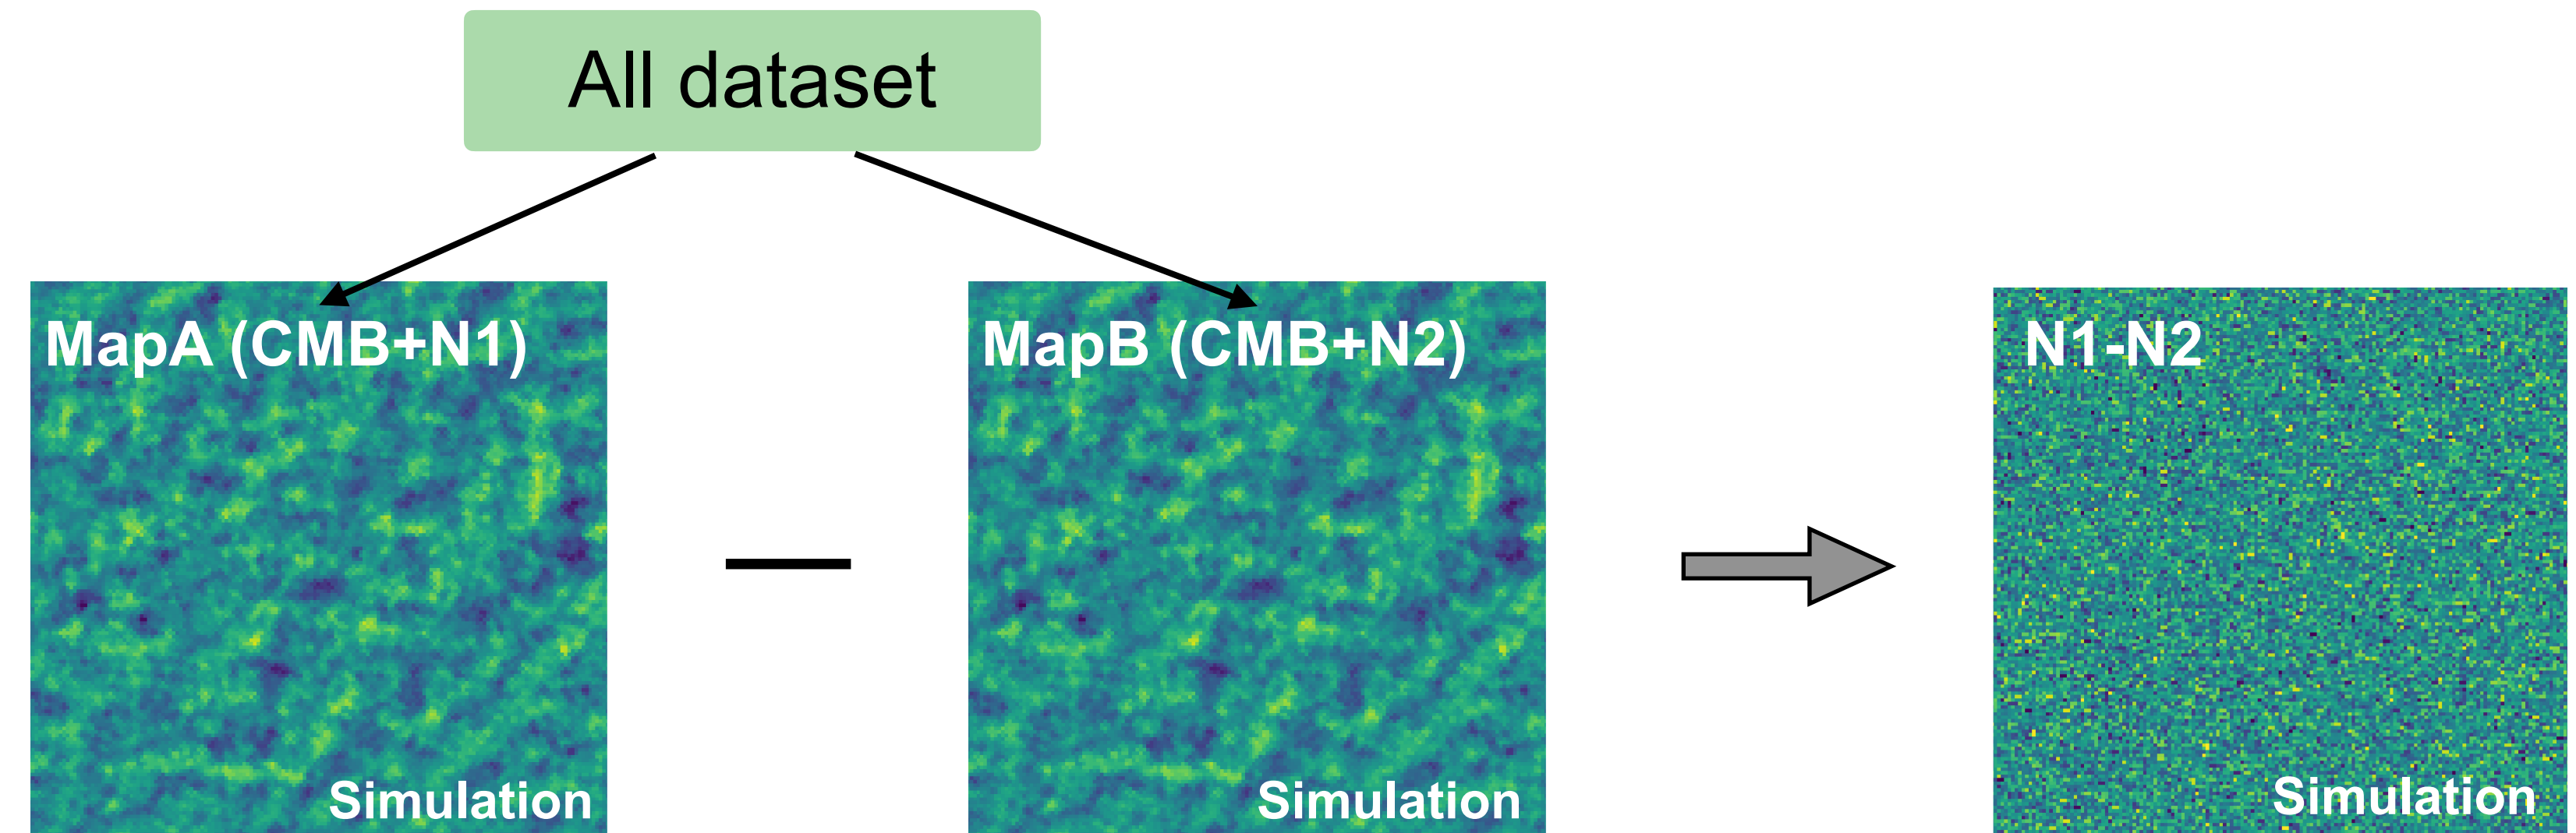 All dataset
MapA (CMB+N1)
MapB (CMB+N2)
N1-N2
Simulation
Simulation
Simulation